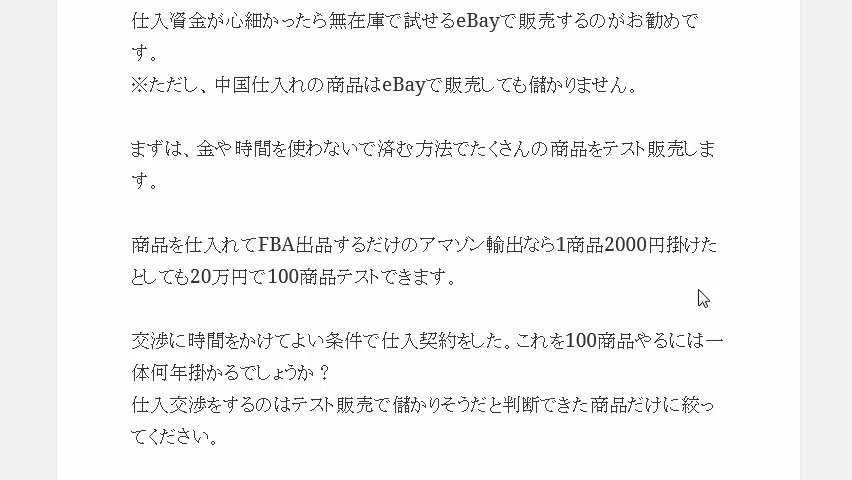 仕入資金が心細かったら無在庫で試せるeBayで販売するのがお勧めで
す。
※ただし、中国仕入れの商品はeBayで販売しても儲かりません。
まずは、金や時間を使わないで済む方法でたくさんの商品をテスト販売しま
す。
商品を仕入れてFBA出品するだけのアマゾン輸出なら1商品2000円掛けた
としても20万円で100商品テストできます。
交渉に時間をかけてよい条件で仕入契約をした。これを100商品やるには一
体何年掛かるでしょうか？
仕入交渉をするのはテスト販売で儲かりそうだと判断できた商品だけに絞っ
てください。